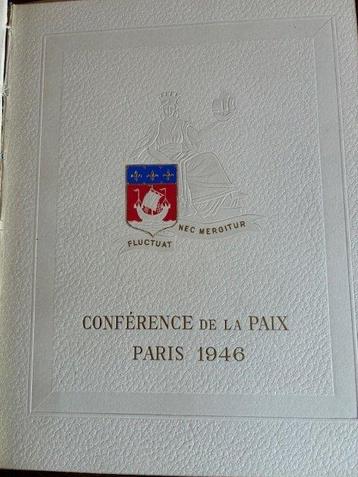 FLUCTUAT NEC MERGITUR
CONFÉRENCE DE LA PAIX
PARIS 1946